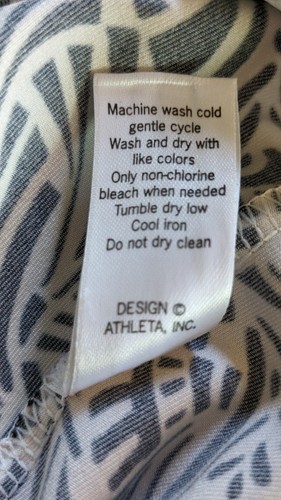 Machine wash cold
gentle cycle
Wash and dry with
like colors
Only non-chlorine
bleach when needed
Tumble dry low
Cool iron
Do not dry clean
DESIGN ©
ATHLETA, INC.